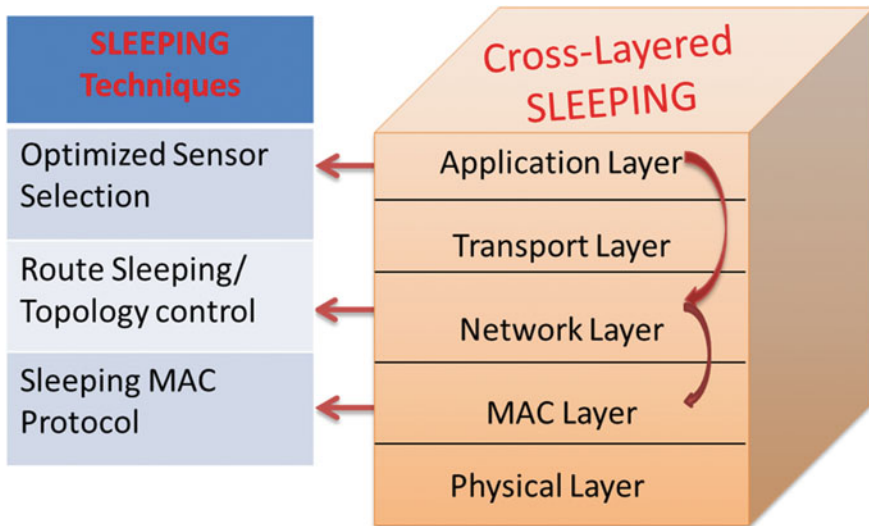 SLEEPING
Techniques
Optimized Sensor
Selection
Route Sleeping/
Topology control
Sleeping MAC
Protocol
Cross-Layered
SLEEPING
Application Layer
Transport Layer
Network Layer
MAC Layer
Physical Layer